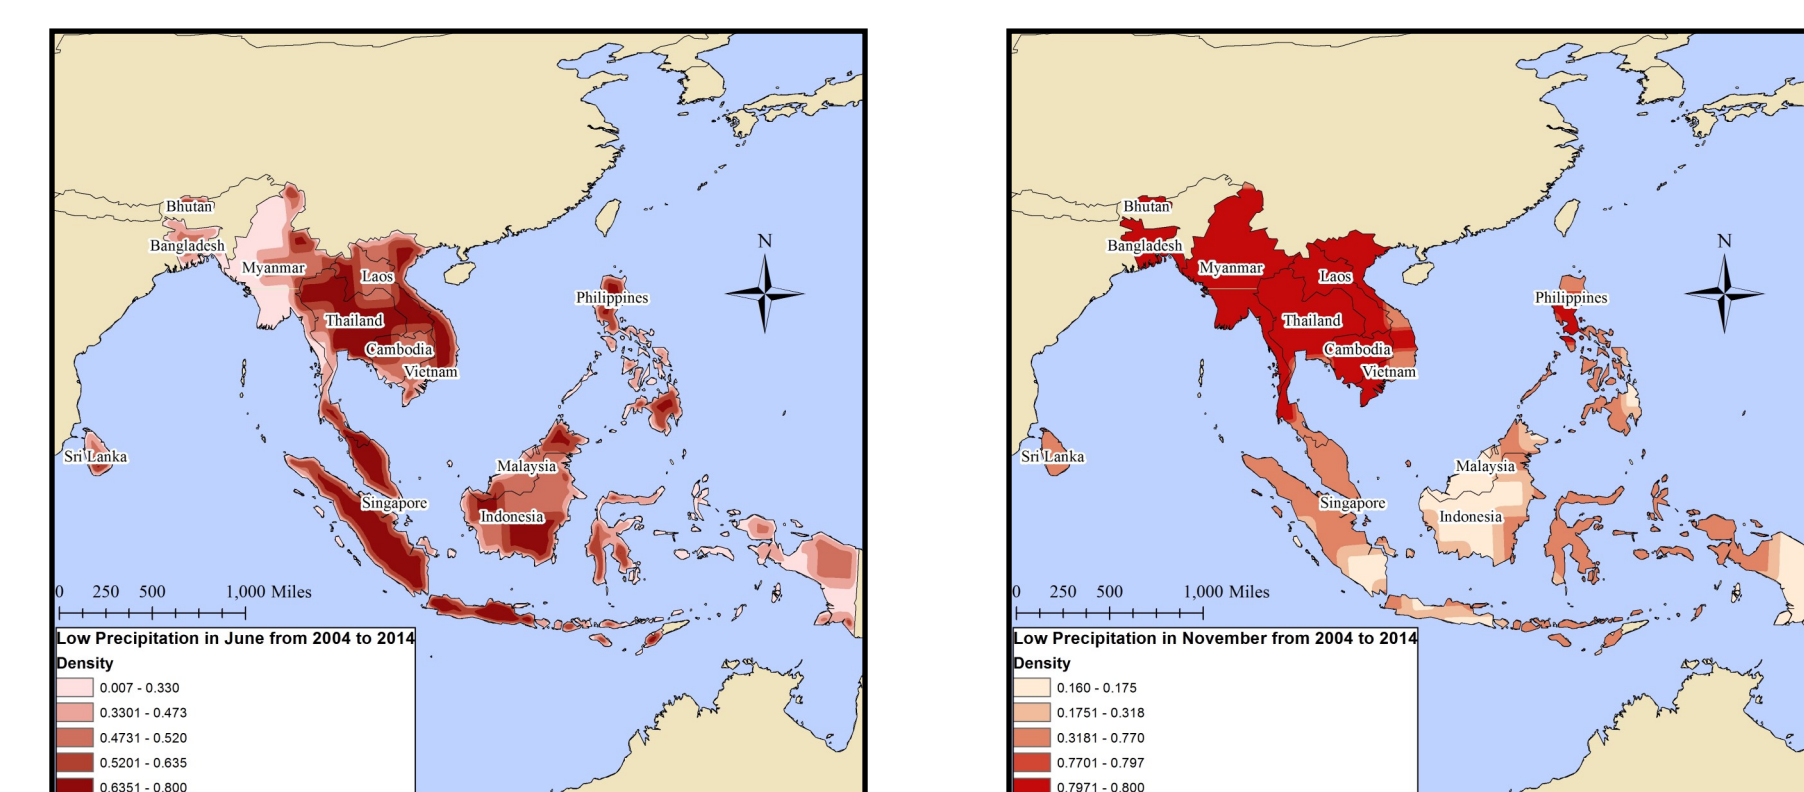 Bhutan
Bangladesh
Myanmar
Laos
Thailand
Cambodia
Vietnam
Philippines
N
Sri Lanka
Malaysia
Singapore
Indonesia
0 250 500 1,000 Miles
Low Precipitation in June from 2004 to 2014
Density
0.007 - 0.330
0.3301 - 0.473
0.4731 - 0.520
0.5201 - 0.635
0.6351 - 0.800
Bhutan
Bangladesh
Myanmar
Laos
Thailand
Cambodia
Vietnam
Philippines
N
Sri Lanka
Malaysia
Singapore
Indonesia
0 250 500 1,000 Miles
Low Precipitation in November from 2004 to 2014
Density
0.160 - 0.175
0.1751 - 0.318
0.3181 - 0.770
0.7701 - 0.797
0.7971 - 0.800